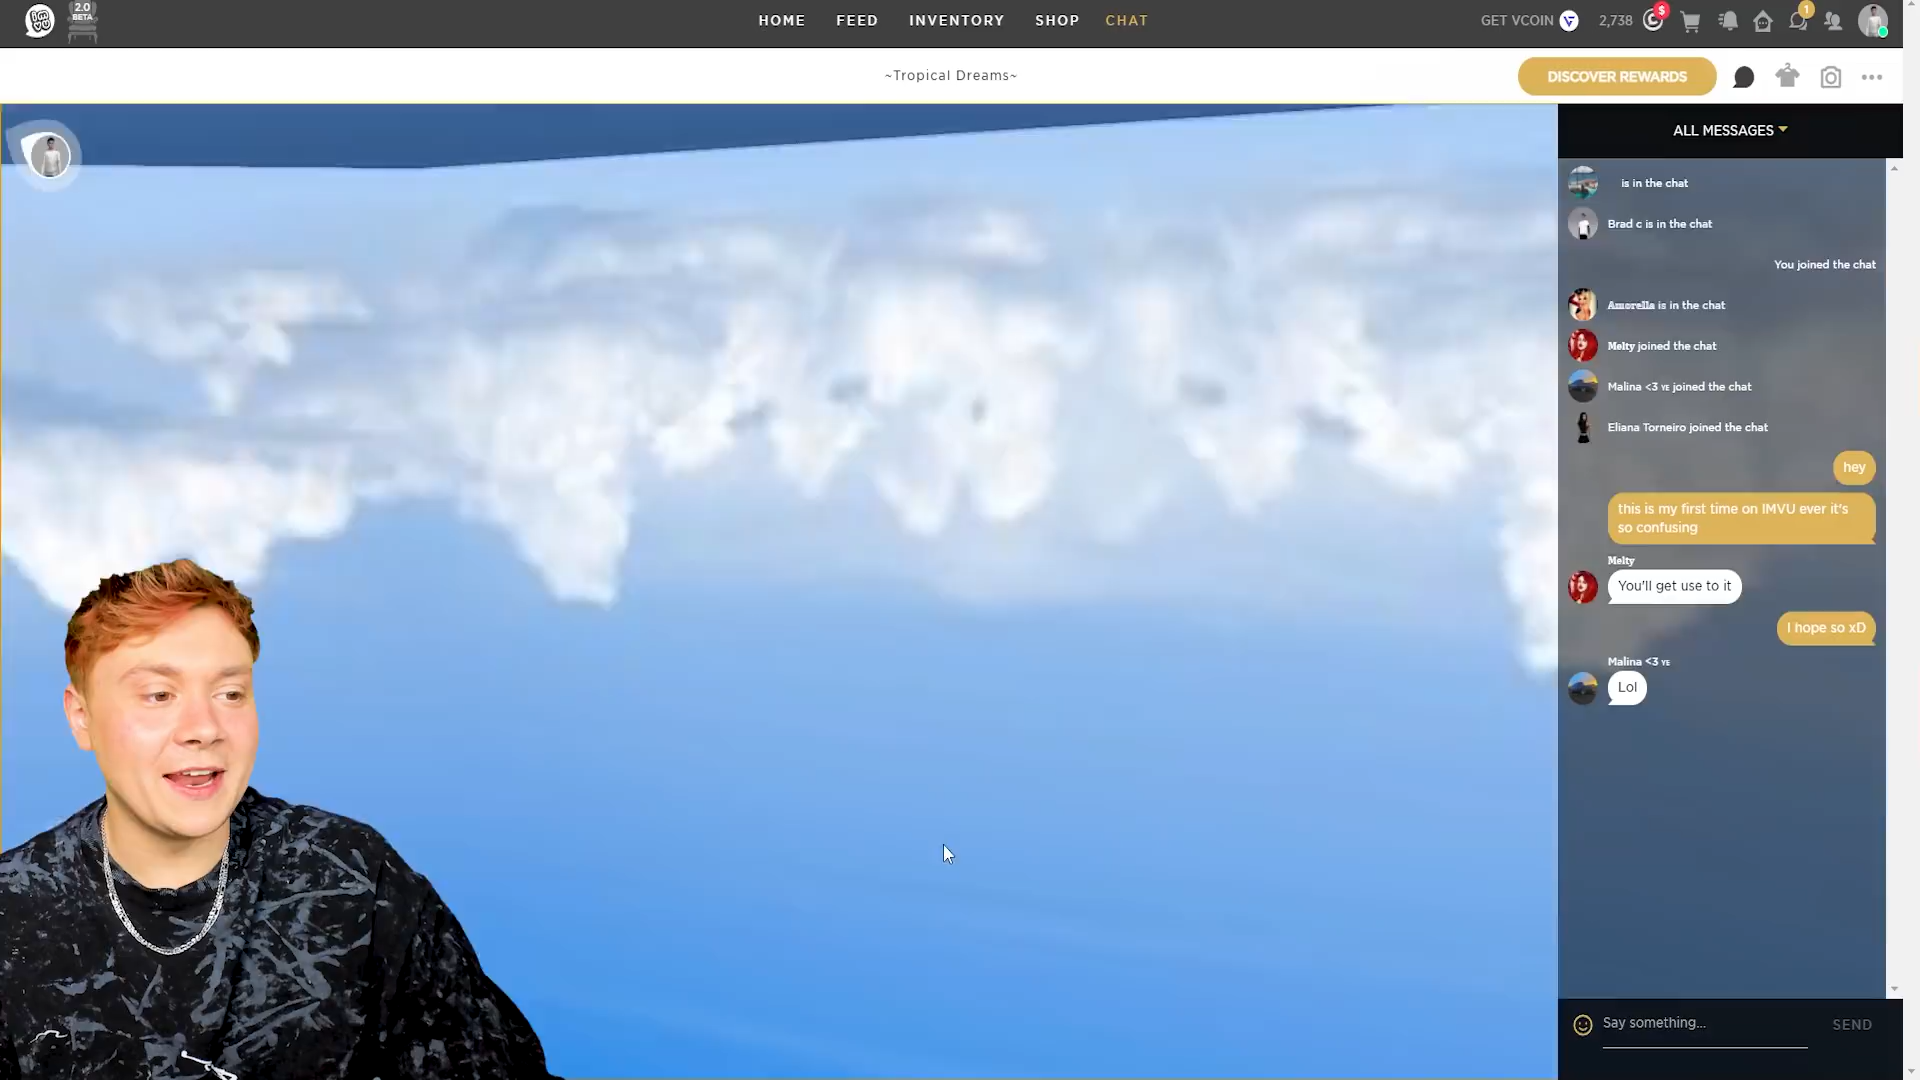 2.0
BETA
HOME FEED INVENTORY SHOP CHAT
GET VCOIN 2,738 $ 1
~Tropical Dreams~
DISCOVER REWARDS
ALL MESSAGES
is in the chat
Brad c is in the chat
You joined the chat
Amorella is in the chat
Melty joined the chat
Malina <3 YE joined the chat
Eliana Torneiro joined the chat
hey
this is my first time on IMVU ever it's
so confusing
Melty
You'll get use to it
I hope so xD
Malina <3 YE
Lol
Say something...
SEND